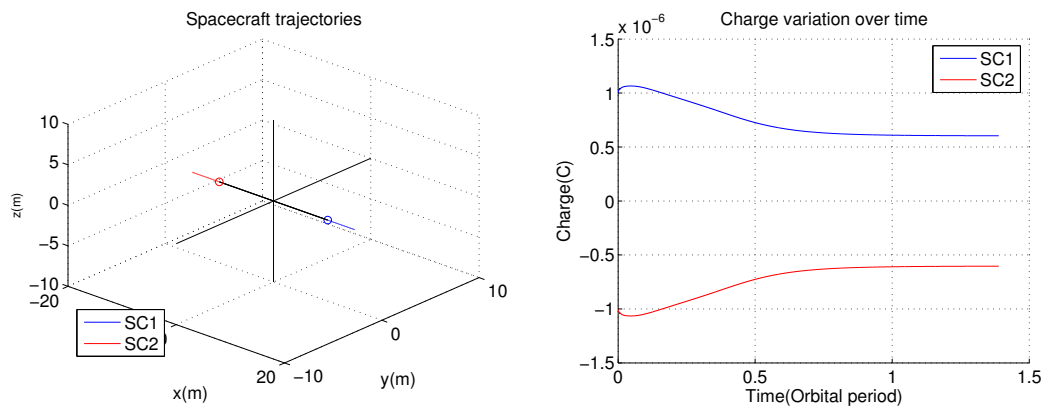 Spacecraft trajectories
10
5
0
−5
−10
z(m)
−20
0
20
x(m)
−10
0
10
y(m)
SC1
SC2
Charge variation over time
x 10−6
1.5
1
0.5
0
−0.5
−1
−1.5
Charge(C)
0
0.5
1
1.5
Time(Orbital period)
SC1
SC2